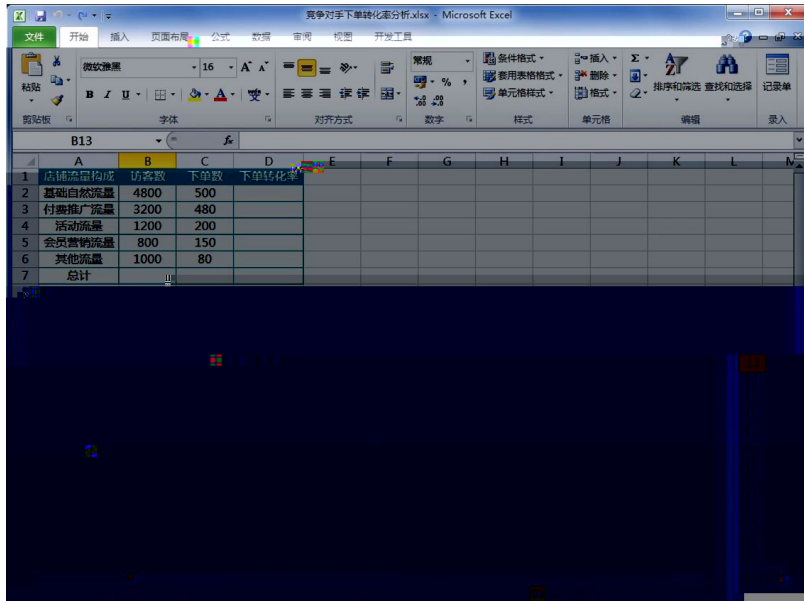 竞争对手下单转化率分析.xlsx - Microsoft Excel
文件 开始 插入 页面布局 公式 数据 审阅 视图 开发工具
微软雅黑 16 A A 常规 条件格式 插入 Σ
粘贴 套用表格格式 删除 排序和筛选 查找和选择 记录单
B I U 单元格样式 格式
剪贴板 字体 对齐方式 数字 样式 单元格 编辑 录入
B13 fx
A B C D E F G H I J K L M
1 店铺流量构成 访客数 下单数 下单转化率
2 基础自然流量 4800 500
3 付费推广流量 3200 480
4 活动流量 1200 200
5 会员营销流量 800 150
6 其他流量 1000 80
7 总计